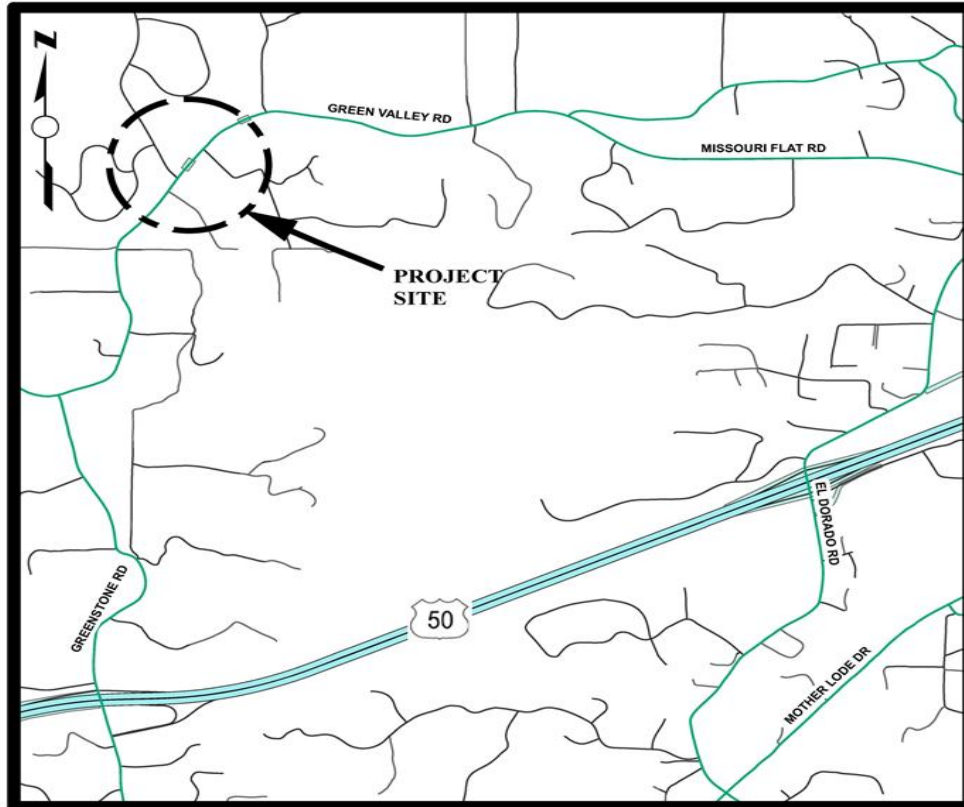 N
GREEN VALLEY RD
MISSOURI FLAT RD
PROJECT
SITE
EL DORADO RD
GREENSTONE RD
50
MOTHER LODE DR